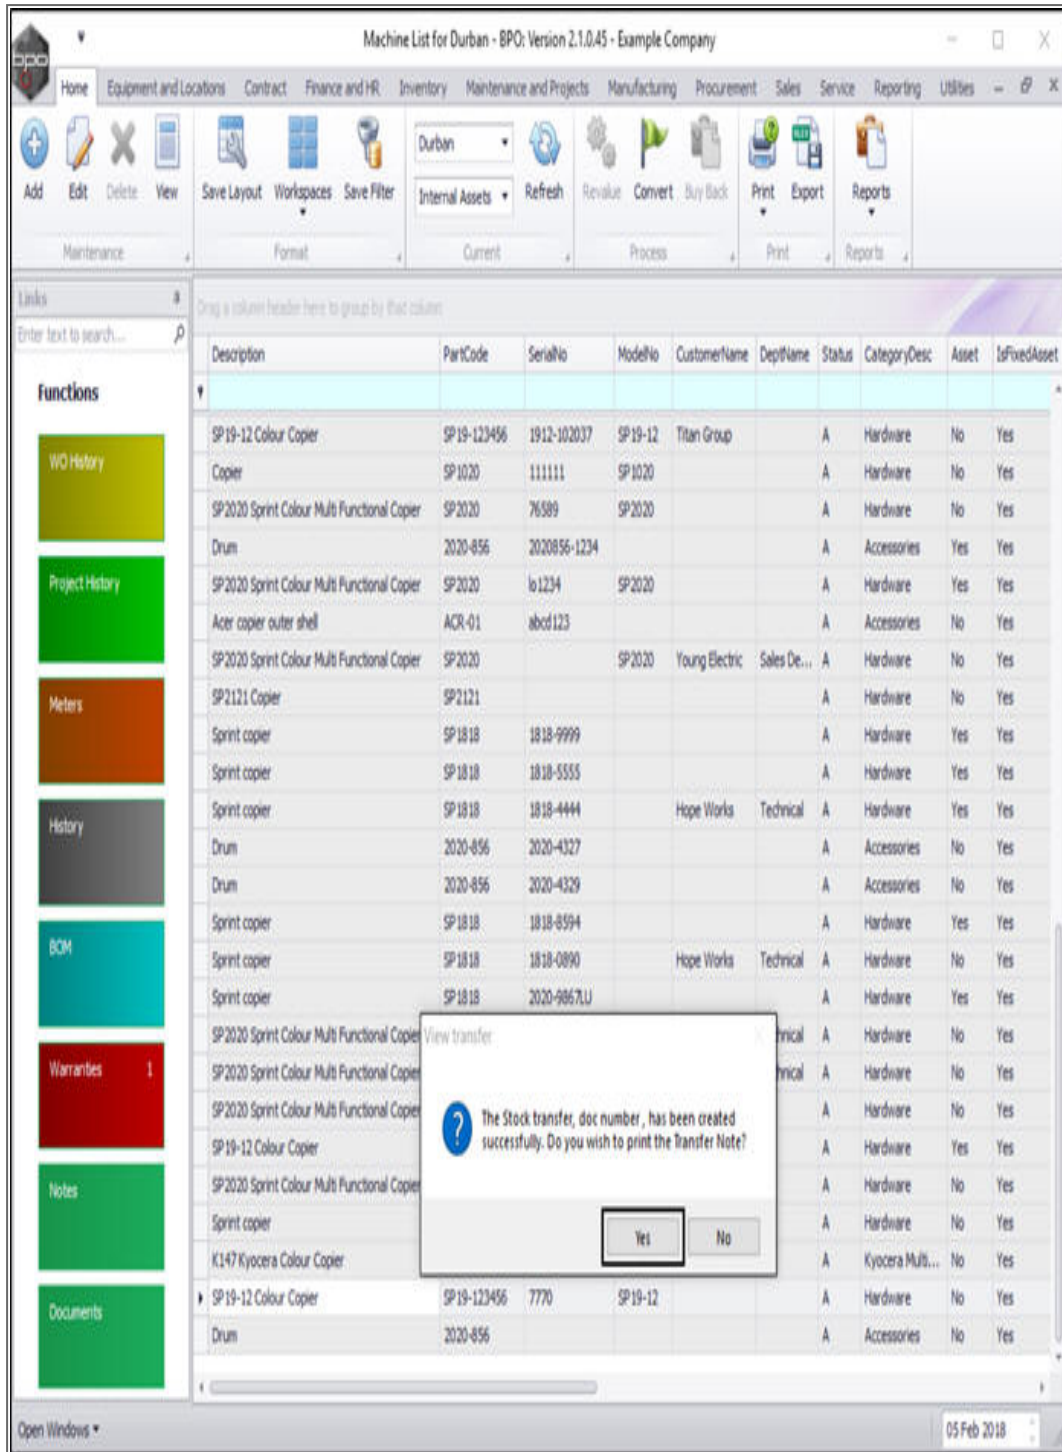 Machine List for Durban - BPO: Version 2.1.0.45 - Example Company
bpo
Home Equipment and Locations Contract Finance and HR Inventory Maintenance and Projects Manufacturing Procurement Sales Service Reporting Utilities
Durban
Add Edit Delete View Save Layout Workspaces Save Filter Internal Assets Refresh Revalue Convert Buy Back Print Export Reports
Maintenance Format Current Process Print Reports
Links
Drag a column header here to group by that column
Enter text to search...
Description PartCode SerialNo ModelNo CustomerName DeptName Status CategoryDesc Asset IsFixedAsset
Functions
SP19-12 Colour Copier SP19-123456 1912-102037 SP19-12 Titan Group A Hardware No Yes
WO History
Copier SP1020 111111 SP1020 A Hardware No Yes
SP2020 Sprint Colour Multi Functional Copier SP2020 76589 SP2020 A Hardware No Yes
Drum 2020-856 2020856-1234 A Accessories Yes Yes
Project History
SP2020 Sprint Colour Multi Functional Copier SP2020 lo1234 SP2020 A Hardware Yes Yes
Acer copier outer shell ACR-01 abcd123 A Accessories No Yes
SP2020 Sprint Colour Multi Functional Copier SP2020 SP2020 Young Electric Sales De... A Hardware No Yes
Meters
SP2121 Copier SP2121 A Hardware No Yes
Sprint copier SP1818 1818-9999 A Hardware Yes Yes
Sprint copier SP1818 1818-5555 A Hardware Yes Yes
Sprint copier SP1818 1818-4444 Hope Works Technical A Hardware Yes Yes
History
Drum 2020-856 2020-4327 A Accessories No Yes
Drum 2020-856 2020-4329 A Accessories No Yes
Sprint copier SP1818 1818-8594 A Hardware Yes Yes
BOM
Sprint copier SP1818 1818-0890 Hope Works Technical A Hardware No Yes
Sprint copier SP1818 2020-9867LU A Hardware Yes Yes
SP2020 Sprint Colour Multi Functional Copier hnical A Hardware No Yes
View transfer
Warranties 1
SP2020 Sprint Colour Multi Functional Copier hnical A Hardware No Yes
SP2020 Sprint Colour Multi Functional Copier A Hardware No Yes
The Stock transfer, doc number , has been created
successfully. Do you wish to print the Transfer Note?
SP19-12 Colour Copier A Hardware Yes Yes
Notes
SP2020 Sprint Colour Multi Functional Copier A Hardware No Yes
Sprint copier A Hardware No Yes
Yes No
K147 Kyocera Colour Copier A Kyocera Multi... No Yes
Documents
SP19-12 Colour Copier SP19-123456 7770 SP19-12 A Hardware No Yes
Drum 2020-856 A Accessories No Yes
Open Windows 05 Feb 2018